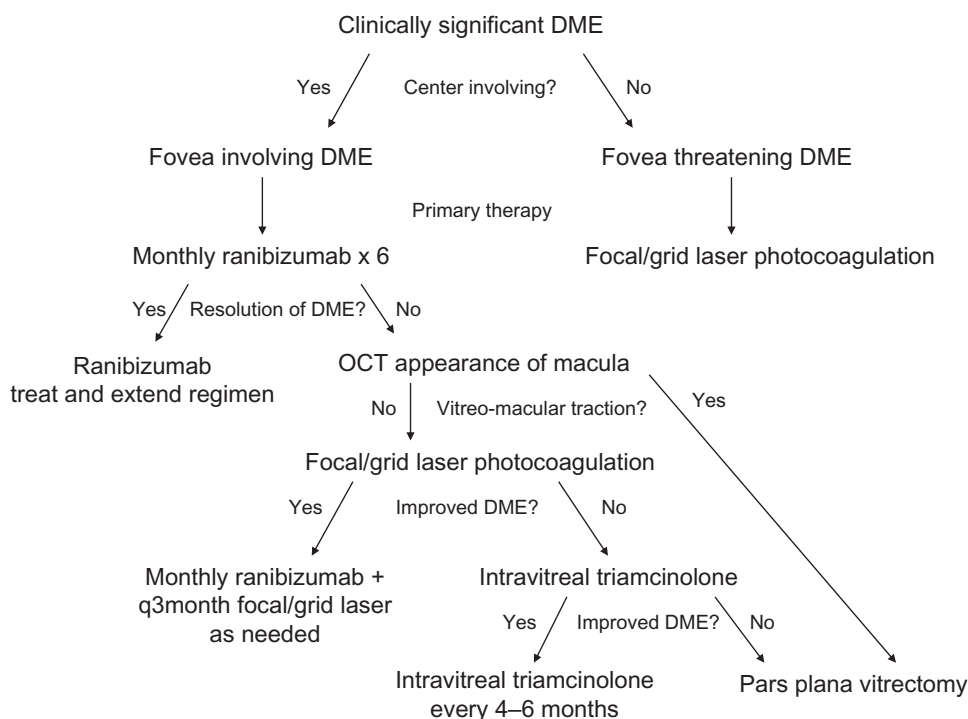 Clinically significant DME
Yes
Center involving?
No
Fovea involving DME
Fovea threatening DME
Primary therapy
Monthly ranibizumab x 6
Focal/grid laser photocoagulation
Yes
Resolution of DME?
No
Ranibizumab
treat and extend regimen
OCT appearance of macula
No
Vitreo-macular traction?
Yes
Focal/grid laser photocoagulation
Yes
Improved DME?
No
Monthly ranibizumab +
q3month focal/grid laser
as needed
Intravitreal triamcinolone
Yes
Improved DME?
No
Intravitreal triamcinolone
every 4–6 months
Pars plana vitrectomy